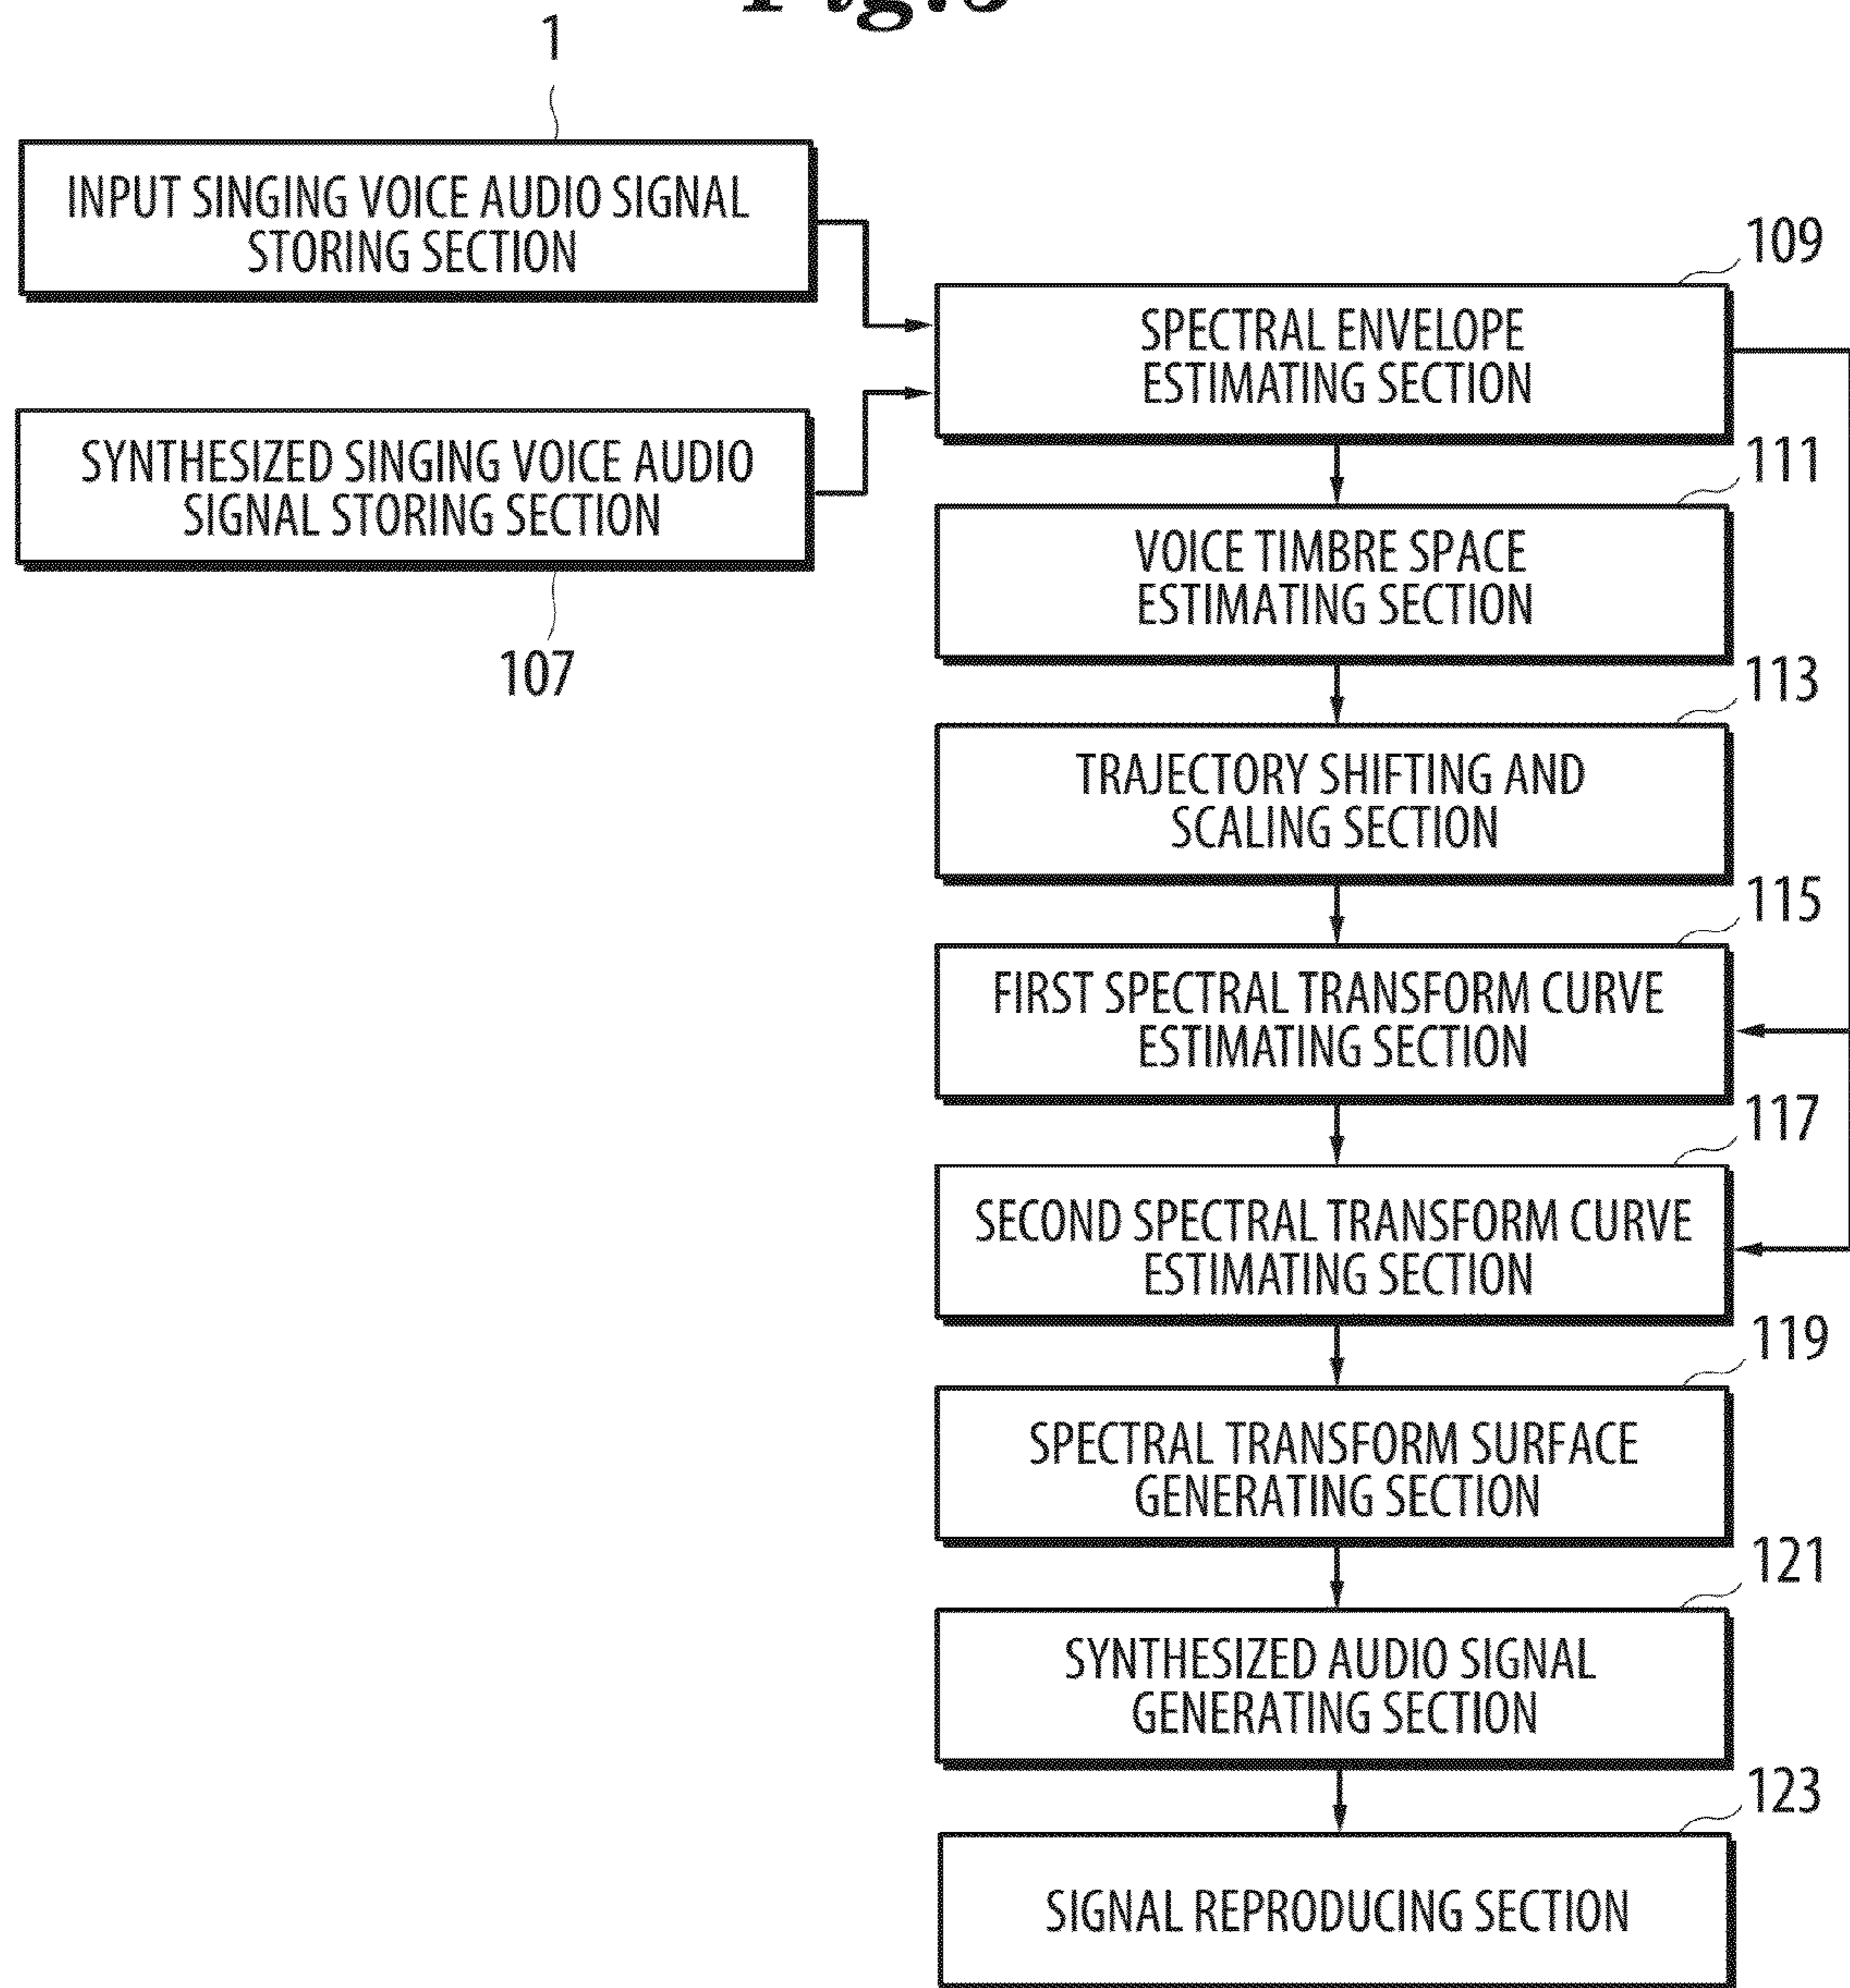 Fig.
1
INPUT SINGING VOICE AUDIO SIGNAL
STORING SECTION
109
SPECTRAL ENVELOPE
ESTIMATING SECTION
SYNTHESIZED SINGING VOICE AUDIO
SIGNAL STORING SECTION
107
111
VOICE TIMBRE SPACE
ESTIMATING SECTION
113
TRAJECTORY SHIFTING AND
SCALING SECTION
115
FIRST SPECTRAL TRANSFORM CURVE
ESTIMATING SECTION
117
SECOND SPECTRAL TRANSFORM CURVE
ESTIMATING SECTION
119
SPECTRAL TRANSFORM SURFACE
GENERATING SECTION
121
SYNTHESIZED AUDIO SIGNAL
GENERATING SECTION
123
SIGNAL REPRODUCING SECTION